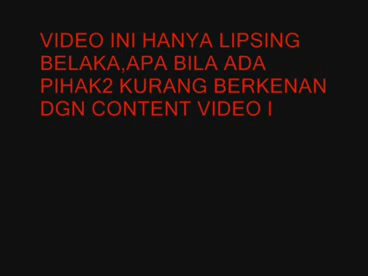 VIDEO INI HANYA LIPSING
BELAKA,APA BILA ADA
PIHAK2 KURANG BERKENAN
DGN CONTENT VIDEO I